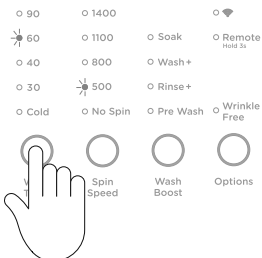 90
60
40
30
Cold
1400
1100
800
500
No Spin
Soak
Wash+
Rinse+
Pre Wash
Remote
Hold 3s
Wrinkle
Free
Spin
Speed
Wash
Boost
Options